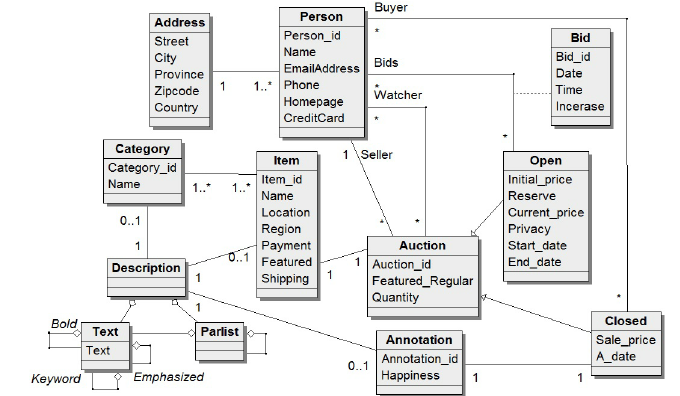 Address
Street
City
Province
Zipcode
Country
1
1..*
Person
Person_id
Name
EmailAddress
Phone
Homepage
CreditCard
Buyer
*
Bids
*
Watcher
*
1
Seller
Bid
Bid_id
Date
Time
Incerase
*
Open
Initial_price
Reserve
Current_price
Privacy
Start_date
End_date
Category
Category_id
Name
1..*
1..*
0..1
1
Item
Item_id
Name
Location
Region
Payment
Featured
Shipping
0..1
1
1
1
*
*
Auction
Auction_id
Featured_Regular
Quantity
Description
1
Bold
Text
Text
Keyword
Emphasized
Parlist
0..1
Annotation
Annotation_id
Happiness
1
1
*
Closed
Sale_price
A_date